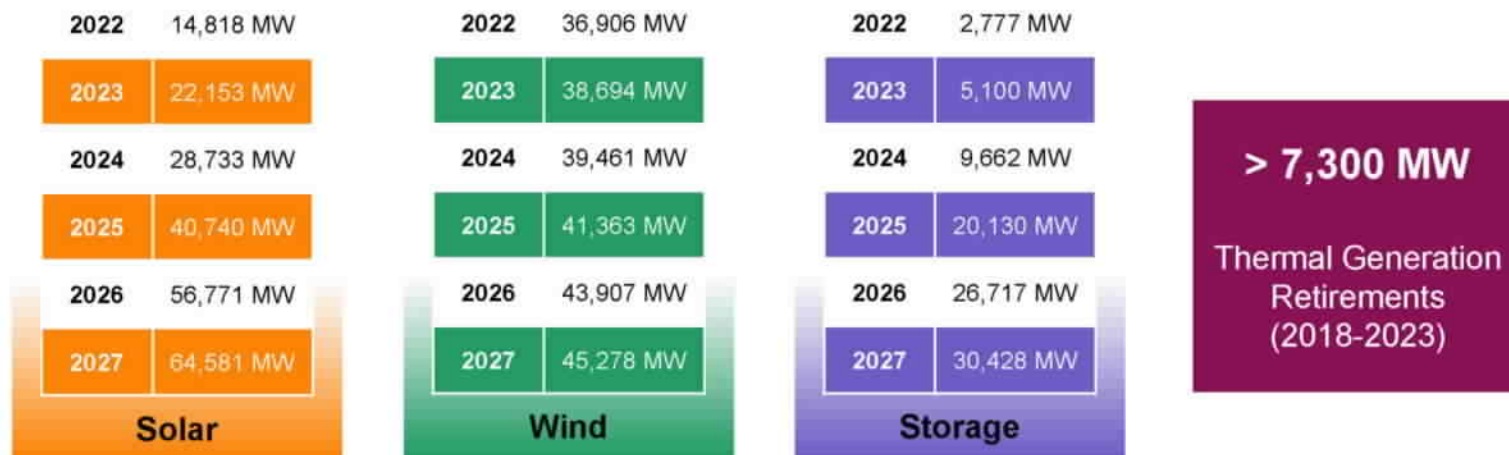 2022 14,818 MW
2023 22,153 MW
2024 28,733 MW
2025 40,740 MW
2026 56,771 MW
2027 64,581 MW
Solar
2022 36,906 MW
2023 38,694 MW
2024 39,461 MW
2025 41,363 MW
2026 43,907 MW
2027 45,278 MW
Wind
2022 2,777 MW
2023 5,100 MW
2024 9,662 MW
2025 20,130 MW
2026 26,717 MW
2027 30,428 MW
Storage
> 7,300 MW
Thermal Generation
Retirements
(2018-2023)